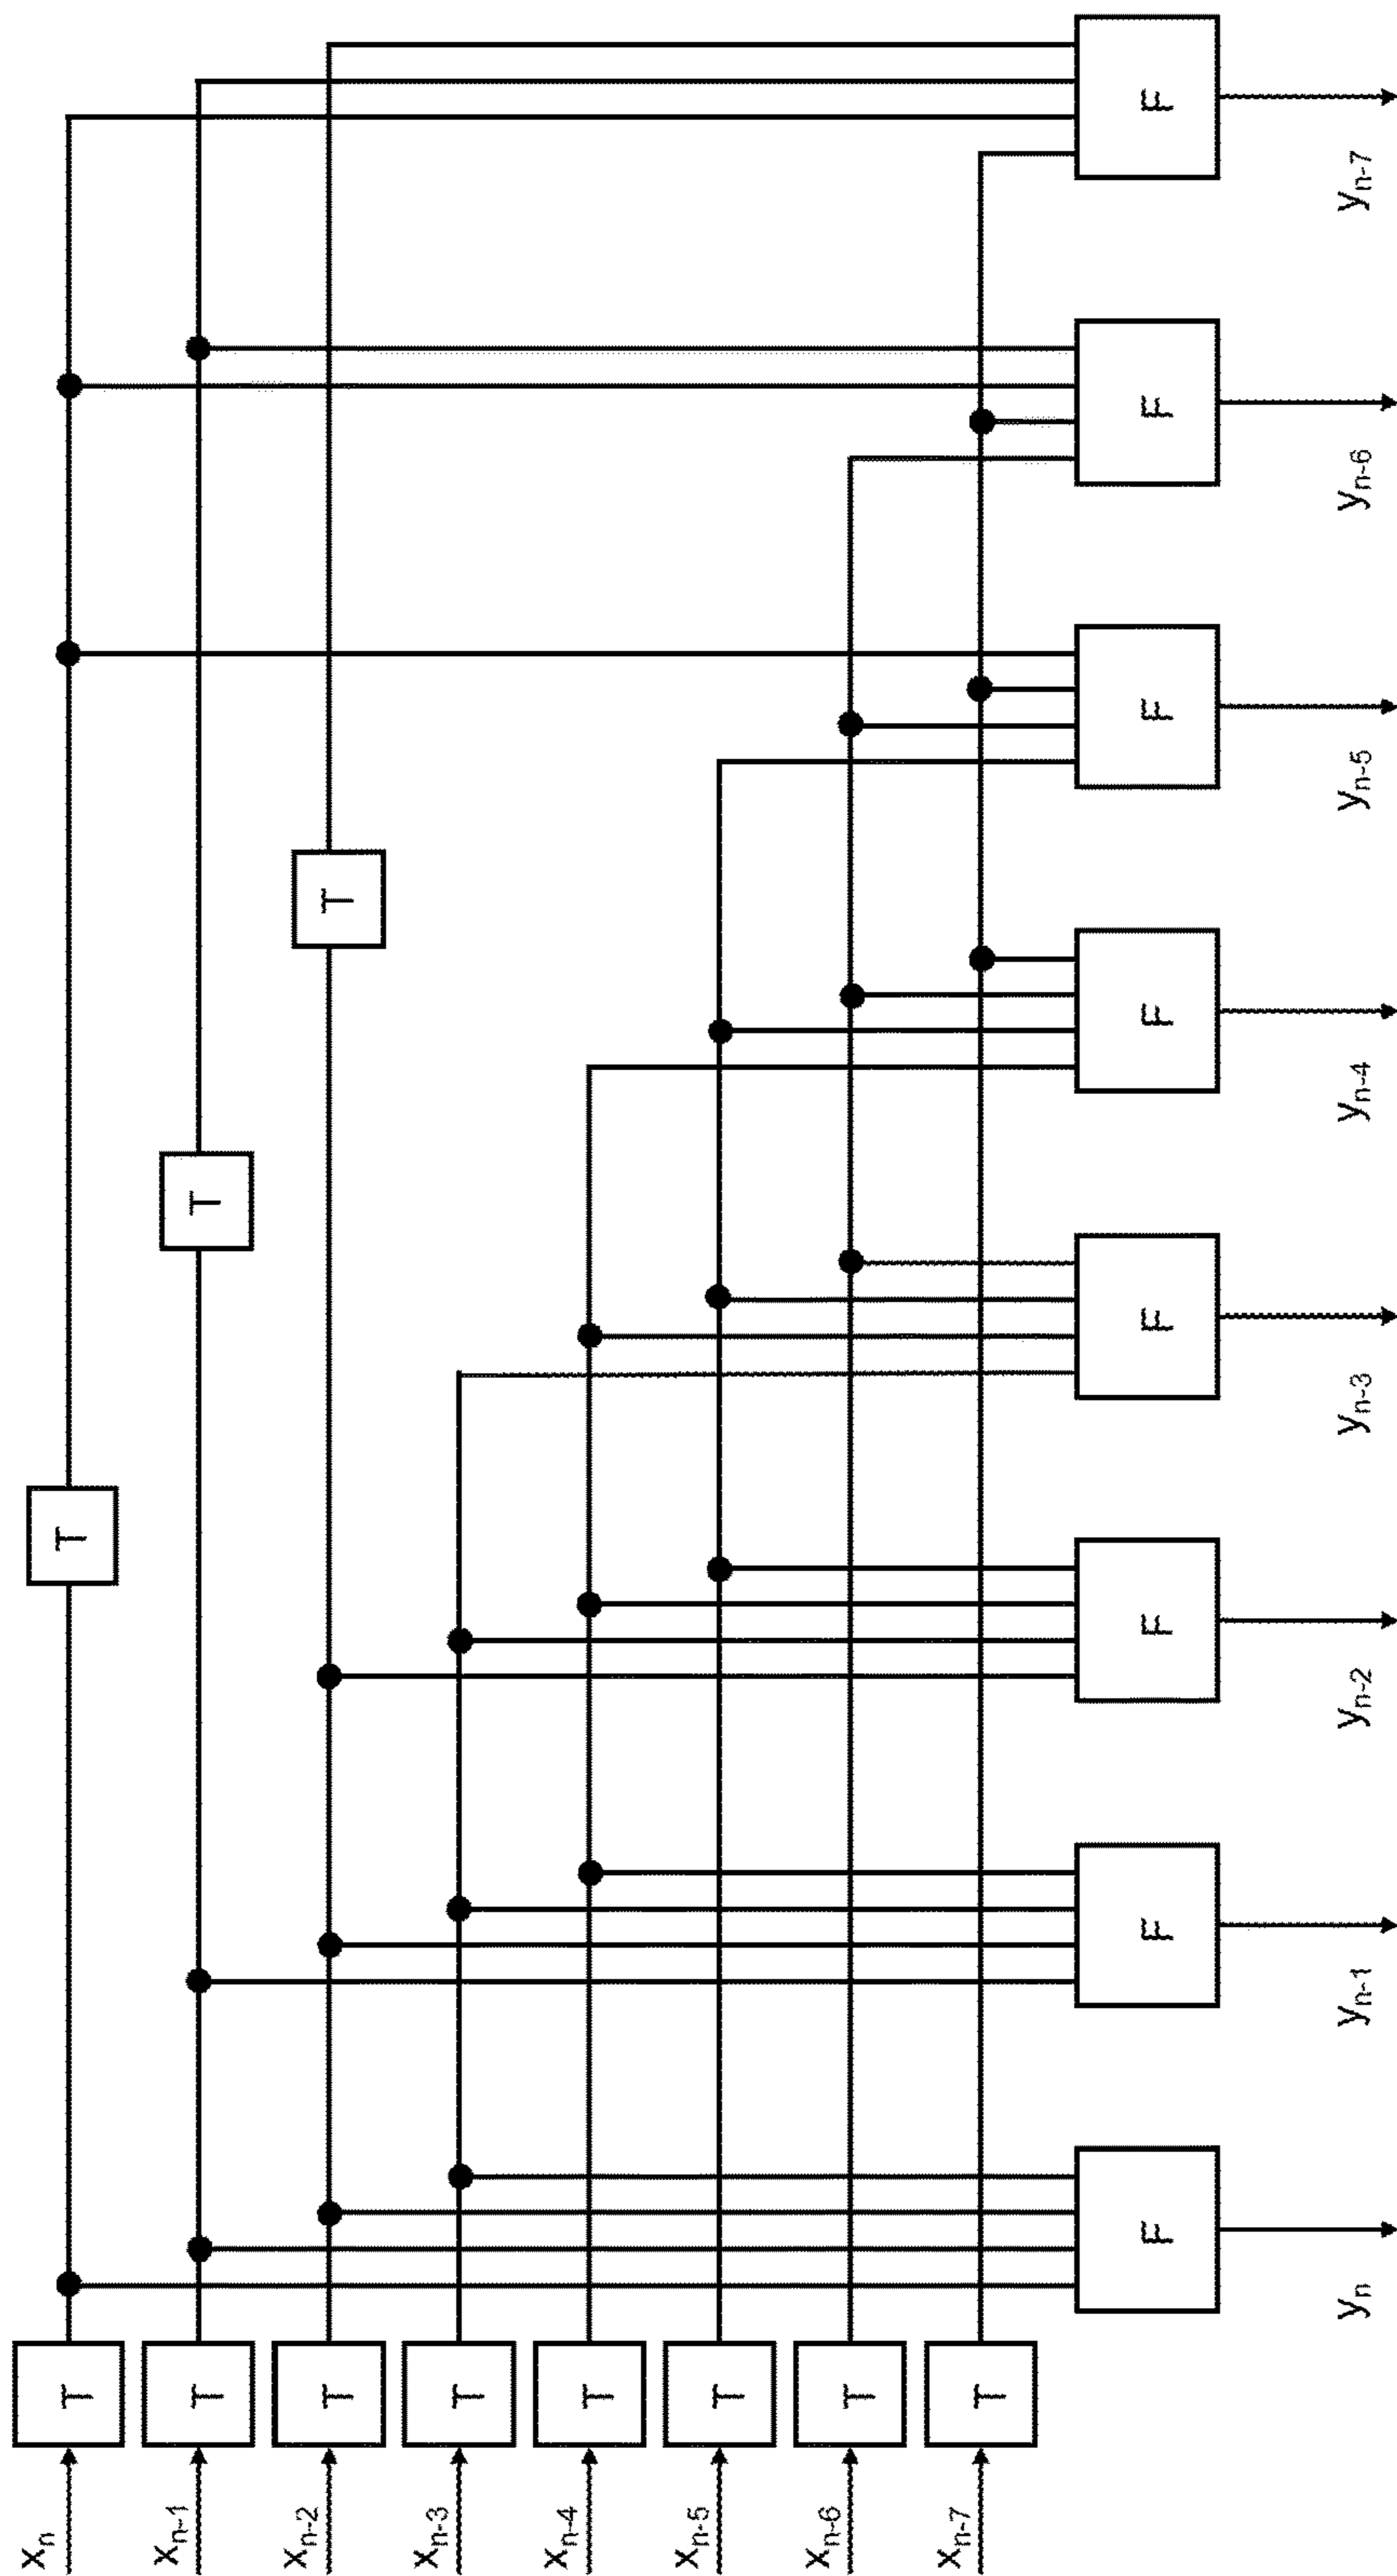 xn T T
xn-1 T T
xn-2 T T
xn-3 T
xn-4 T
xn-5 T
xn-6 T
xn-7 T
F F F F F F F F
yn yn-1 yn-2 yn-3 yn-4 yn-5 yn-6 yn-7